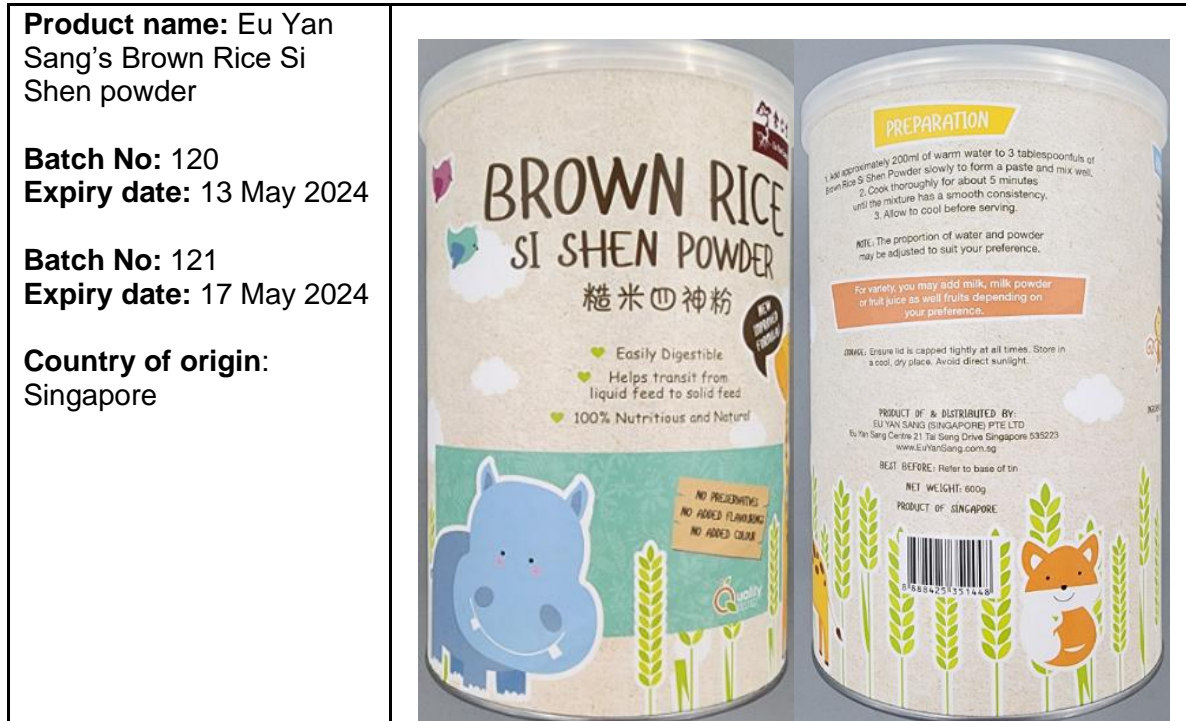 Product name: Eu Yan
Sang’s Brown Rice Si
Shen powder
Batch No: 120
Expiry date: 13 May 2024
Batch No: 121
Expiry date: 17 May 2024
Country of origin:
Singapore
BROWN RICE
SI SHEN POWDER
糙米四神粉
NEW
IMPROVED
FORMULA!
Easily Digestible
Helps transit from
liquid feed to solid feed
100% Nutritious and Natural
NO PRESERVATIVES
NO ADDED FLAVOURING
NO ADDED COLOUR
Quality
PREPARATION
1. Add approximately 200ml of warm water to 3 tablespoonfuls of
Brown Rice Si Shen Powder slowly to form a paste and mix well.
2. Cook thoroughly for about 5 minutes
until the mixture has a smooth consistency.
3. Allow to cool before serving.
NOTE: The proportion of water and powder
may be adjusted to suit your preference.
For variety, you may add milk, milk powder
or fruit juice as well fruits depending on
your preference.
STORAGE: Ensure lid is capped tightly at all times. Store in
a cool, dry place. Avoid direct sunlight.
PRODUCT OF & DISTRIBUTED BY:
EU YAN SANG (SINGAPORE) PTE LTD
Eu Yan Sang Centre 21 Tai Seng Drive Singapore 535223
www.EuYanSang.com.sg
BEST BEFORE: Refer to base of tin
NET WEIGHT: 600g
PRODUCT OF SINGAPORE
8 888425 351448